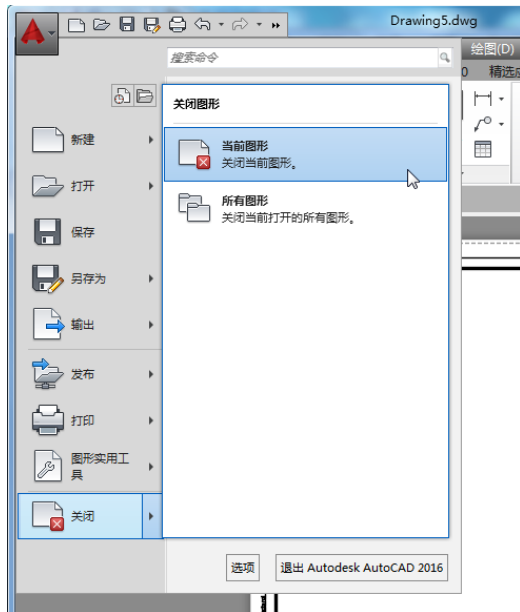 Drawing5.dwg
搜索命令
绘图(D)
精选应
关闭图形
新建
打开
保存
另存为
输出
发布
打印
图形实用工
具
关闭
当前图形
关闭当前图形。
所有图形
关闭当前打开的所有图形。
选项
退出 Autodesk AutoCAD 2016